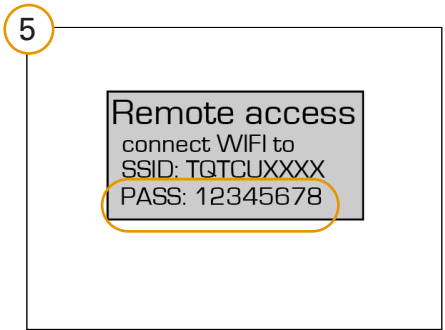 5
Remote access
connect WIFI to
SSID: TQTCUXXXX
PASS: 12345678